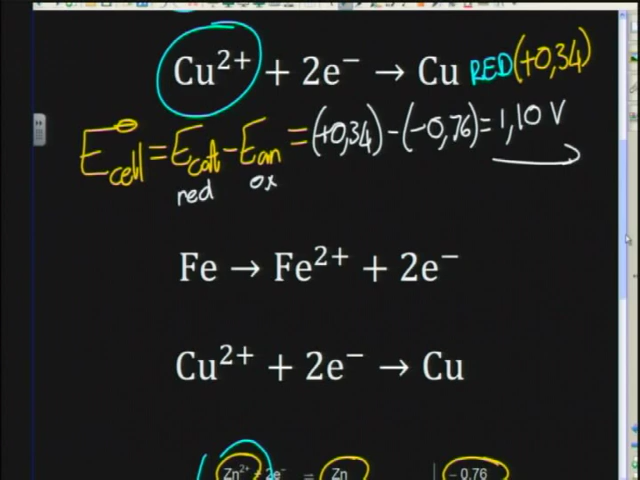 Cu²⁺ + 2e⁻ → Cu RED (+0,34)
E°cell = Ecat - Ean = (+0,34) - (-0,76) = 1,10 V
red ox
Fe → Fe²⁺ + 2e⁻
Cu²⁺ + 2e⁻ → Cu
Zn²⁺ + 2e⁻ = Zn -0.76